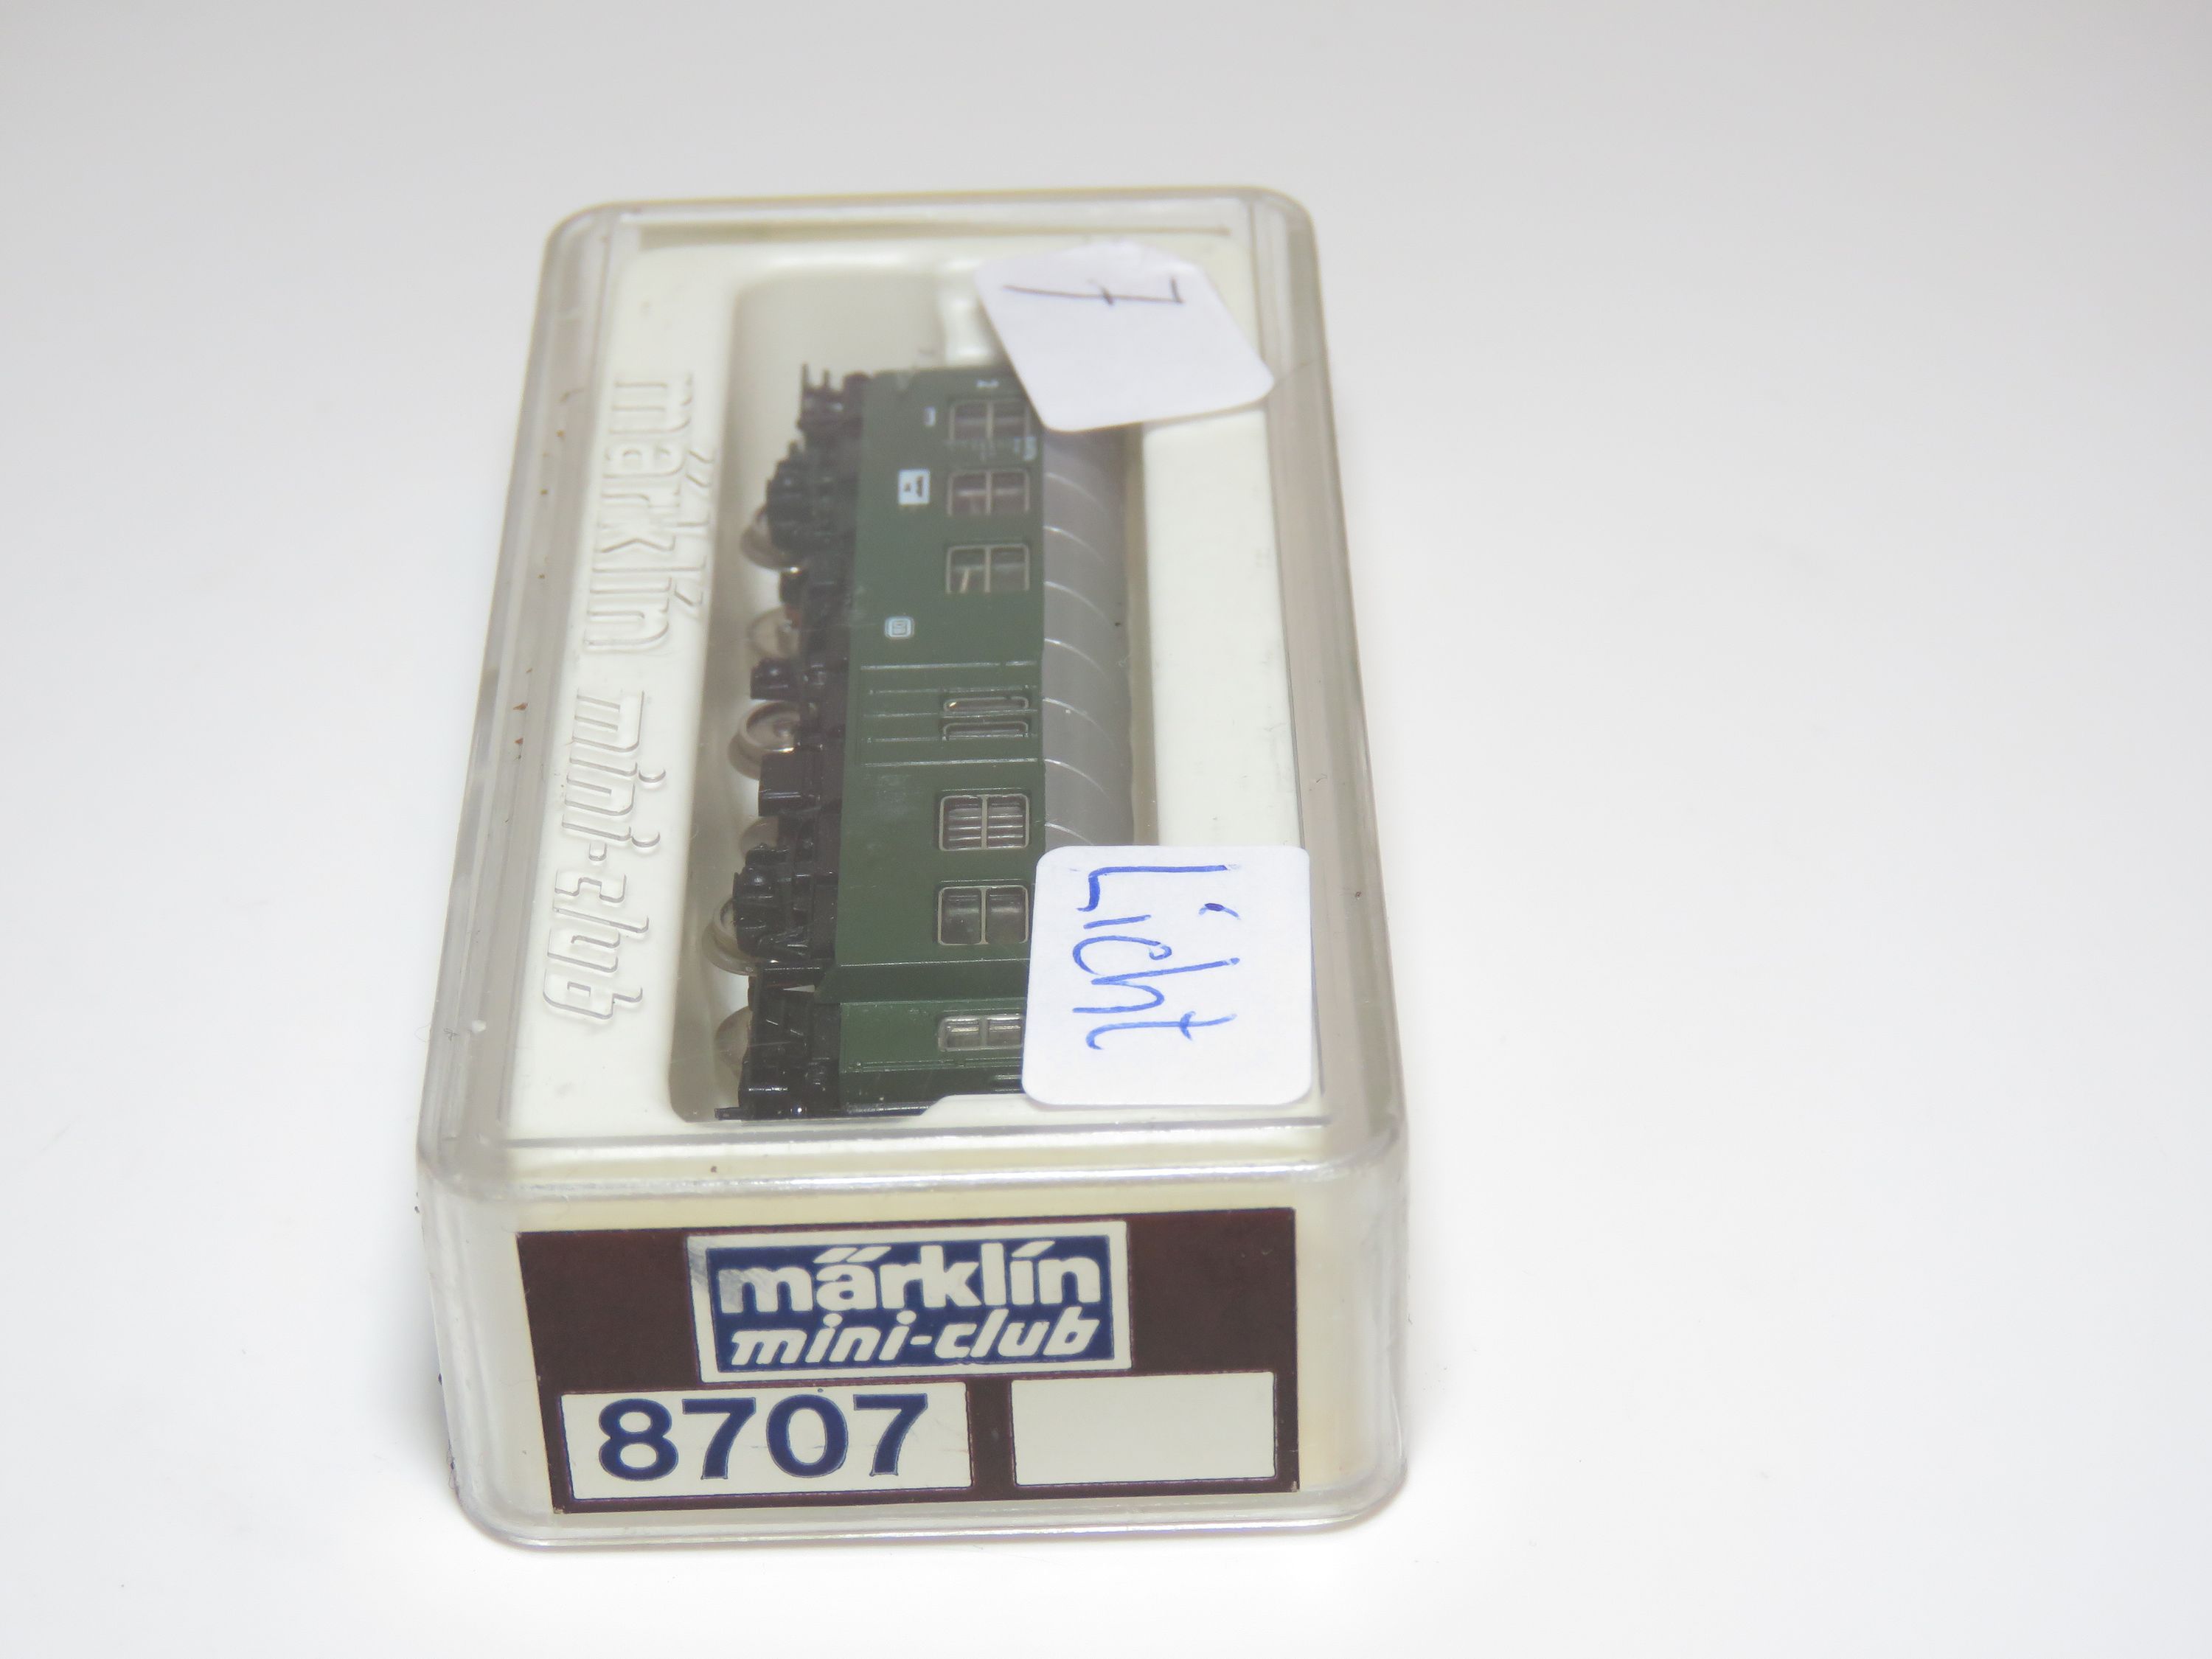 7
märklin mini-club
Licht
märklin
mini-club
8707